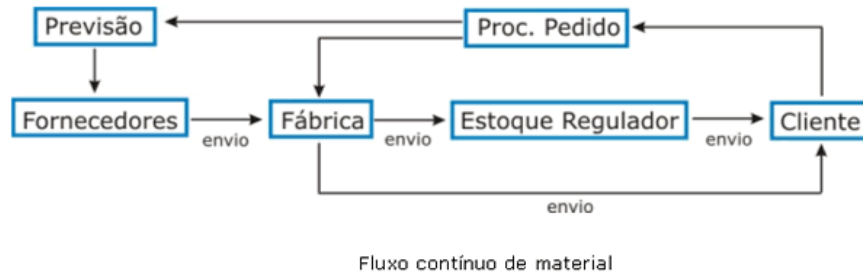 Previsão
Proc. Pedido
Fornecedores
envio
Fábrica
envio
Estoque Regulador
envio
Cliente
envio
Fluxo contínuo de material